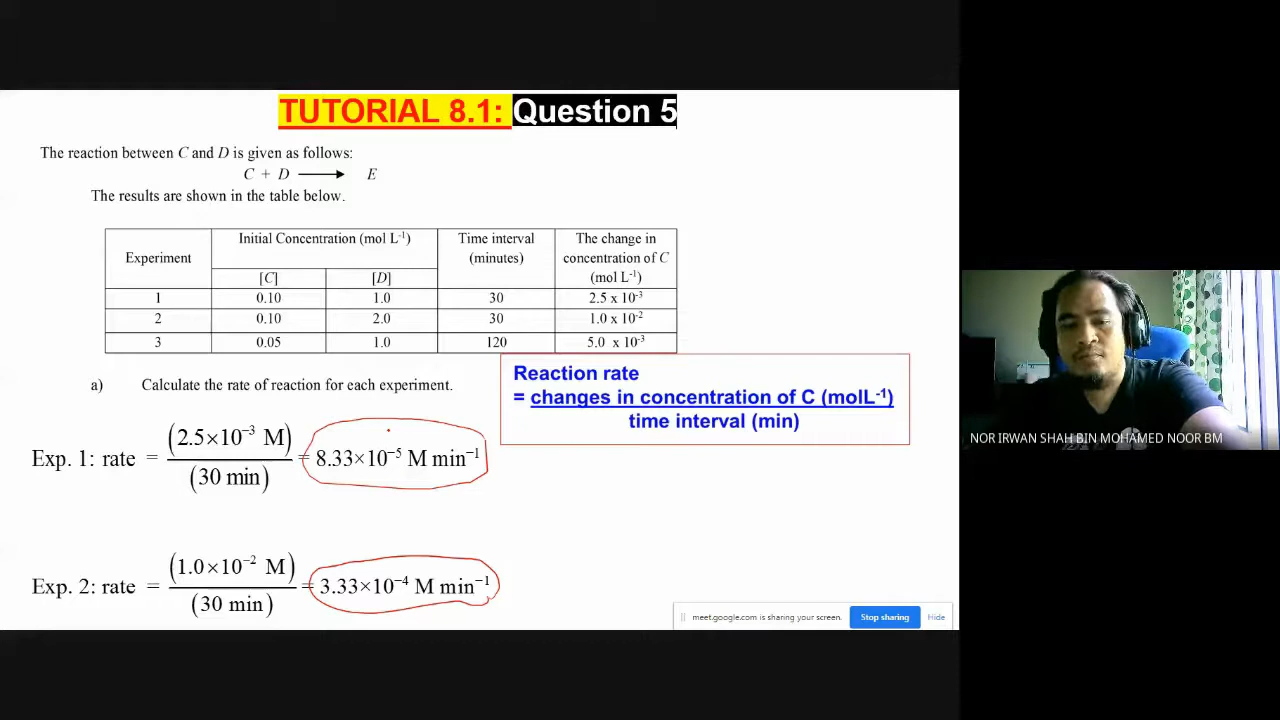 TUTORIAL 8.1: Question 5
The reaction between C and D is given as follows:
C + D ⟶ E
The results are shown in the table below.
Experiment | Initial Concentration (mol L⁻¹) | Time interval (minutes) | The change in concentration of C (mol L⁻¹)
[C] | [D]
1 | 0.10 | 1.0 | 30 | 2.5 x 10⁻³
2 | 0.10 | 2.0 | 30 | 1.0 x 10⁻²
3 | 0.05 | 1.0 | 120 | 5.0 x 10⁻³
a) Calculate the rate of reaction for each experiment.
Reaction rate
= changes in concentration of C (molL⁻¹)
time interval (min)
Exp. 1: rate = (2.5×10⁻³ M) / (30 min) = 8.33×10⁻⁵ M min⁻¹
Exp. 2: rate = (1.0×10⁻² M) / (30 min) = 3.33×10⁻⁴ M min⁻¹
meet.google.com is sharing your screen. Stop sharing Hide
NOR IRWAN SHAH BIN MOHAMED NOOR BM